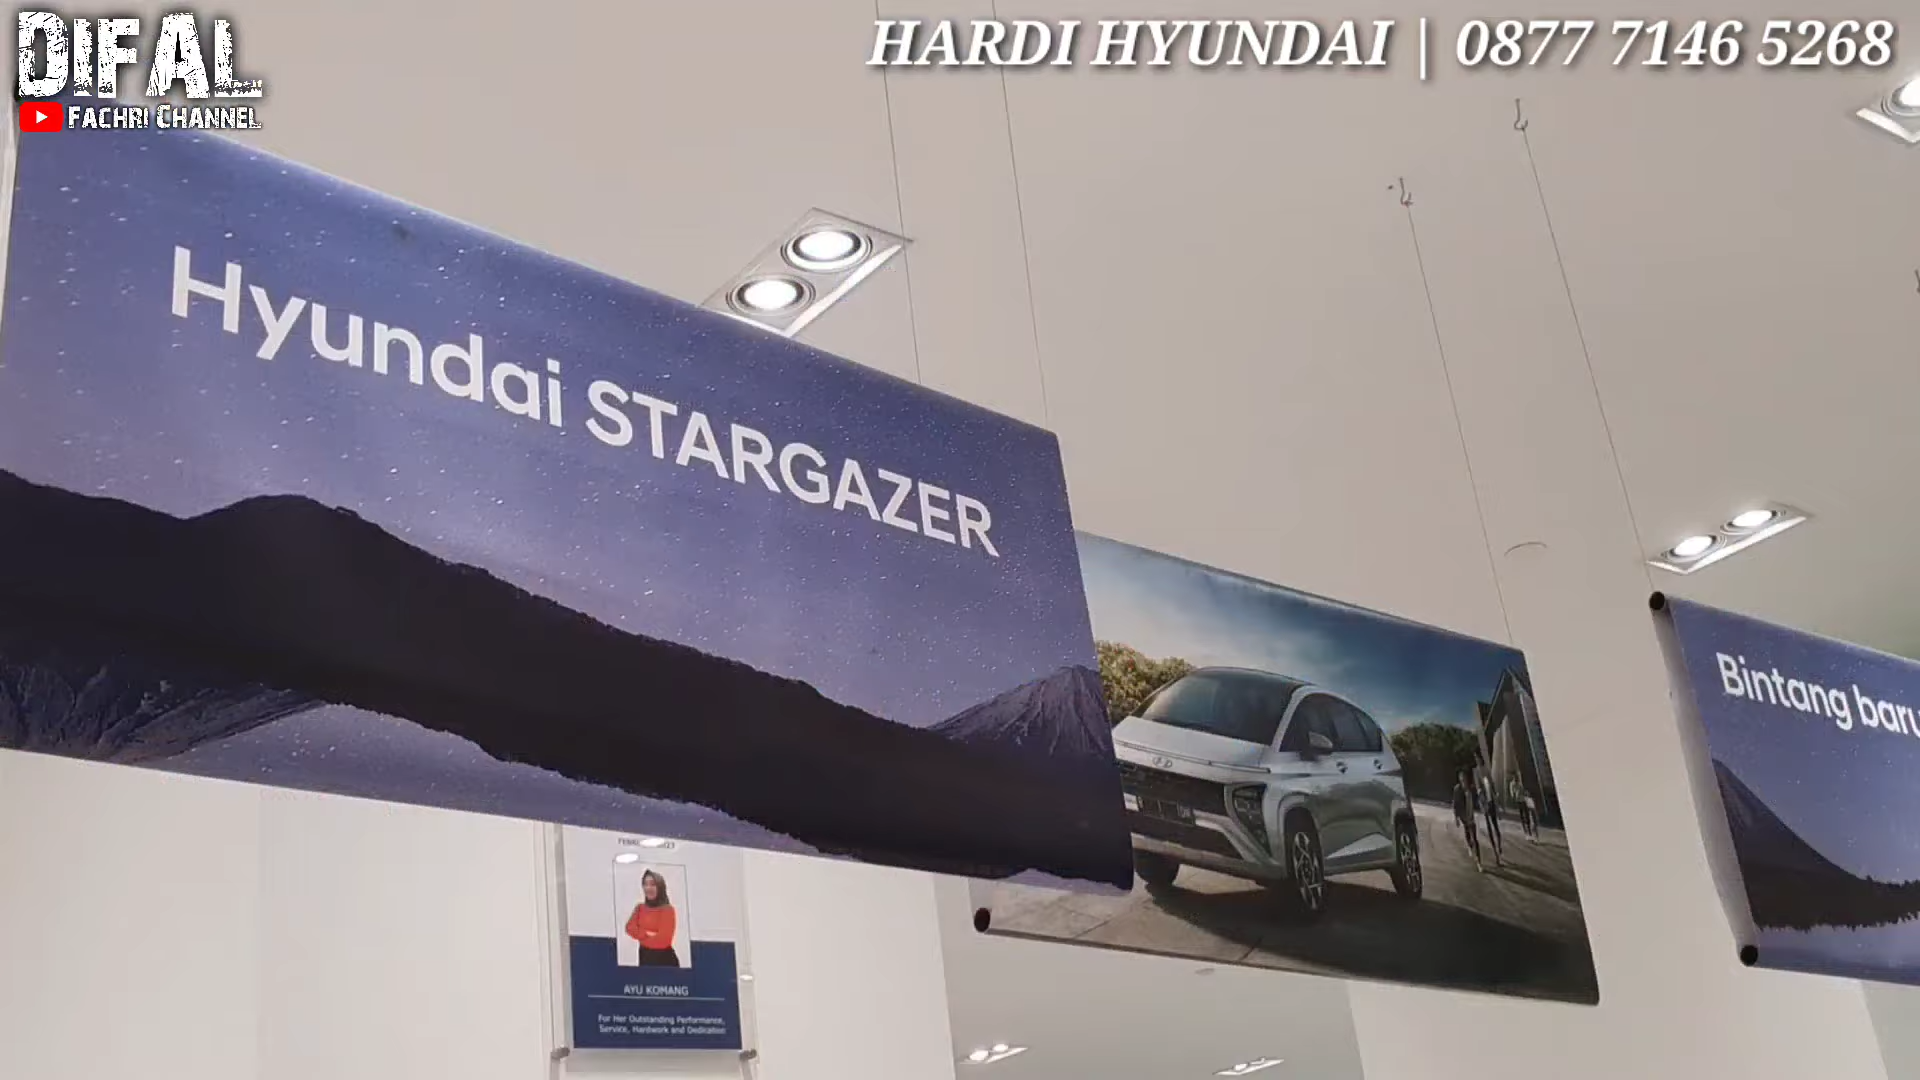 DIFAL
FACHRI CHANNEL
HARDI HYUNDAI | 0877 7146 5268
Hyundai STARGAZER
Bintang baru
AYU KOMANG
For Her Outstanding Performance,
Service, Hardwork and Dedication